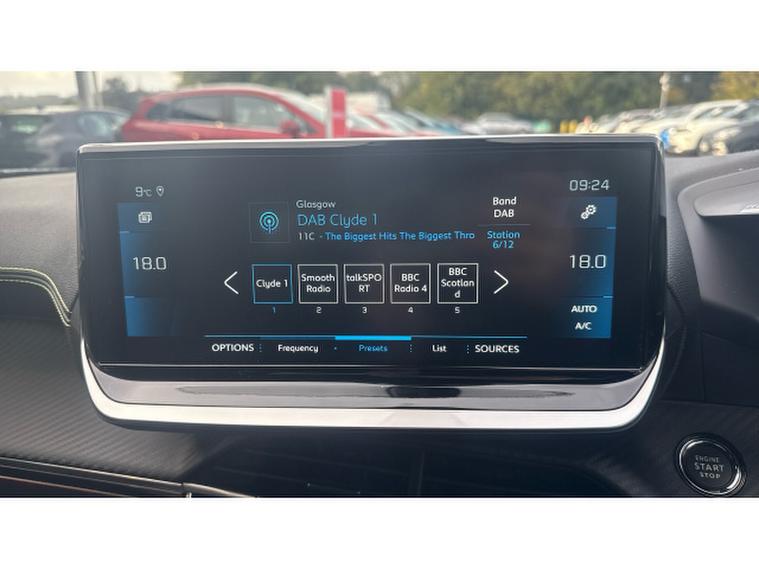 9°C
09:24
Glasgow
DAB Clyde 1
11C - The Biggest Hits The Biggest Thro
Band
DAB
Station
6/12
18.0
18.0
Clyde 1
Smooth
Radio
talkSPO
RT
BBC
Radio 4
BBC
Scotlan
d
1
2
3
4
5
AUTO
A/C
OPTIONS
Frequency
Presets
List
SOURCES
ENGINE
START
STOP